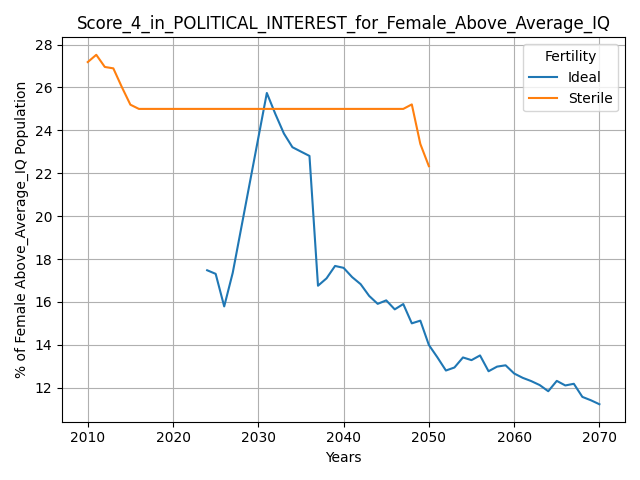 Score_4_in_POLITICAL_INTEREST_for_Female_Above_Average_IQ
% of Female Above_Average_IQ Population
28
26
24
22
20
18
16
14
12
Fertility
Ideal
Sterile
2010 2020 2030 2040 2050 2060 2070
Years